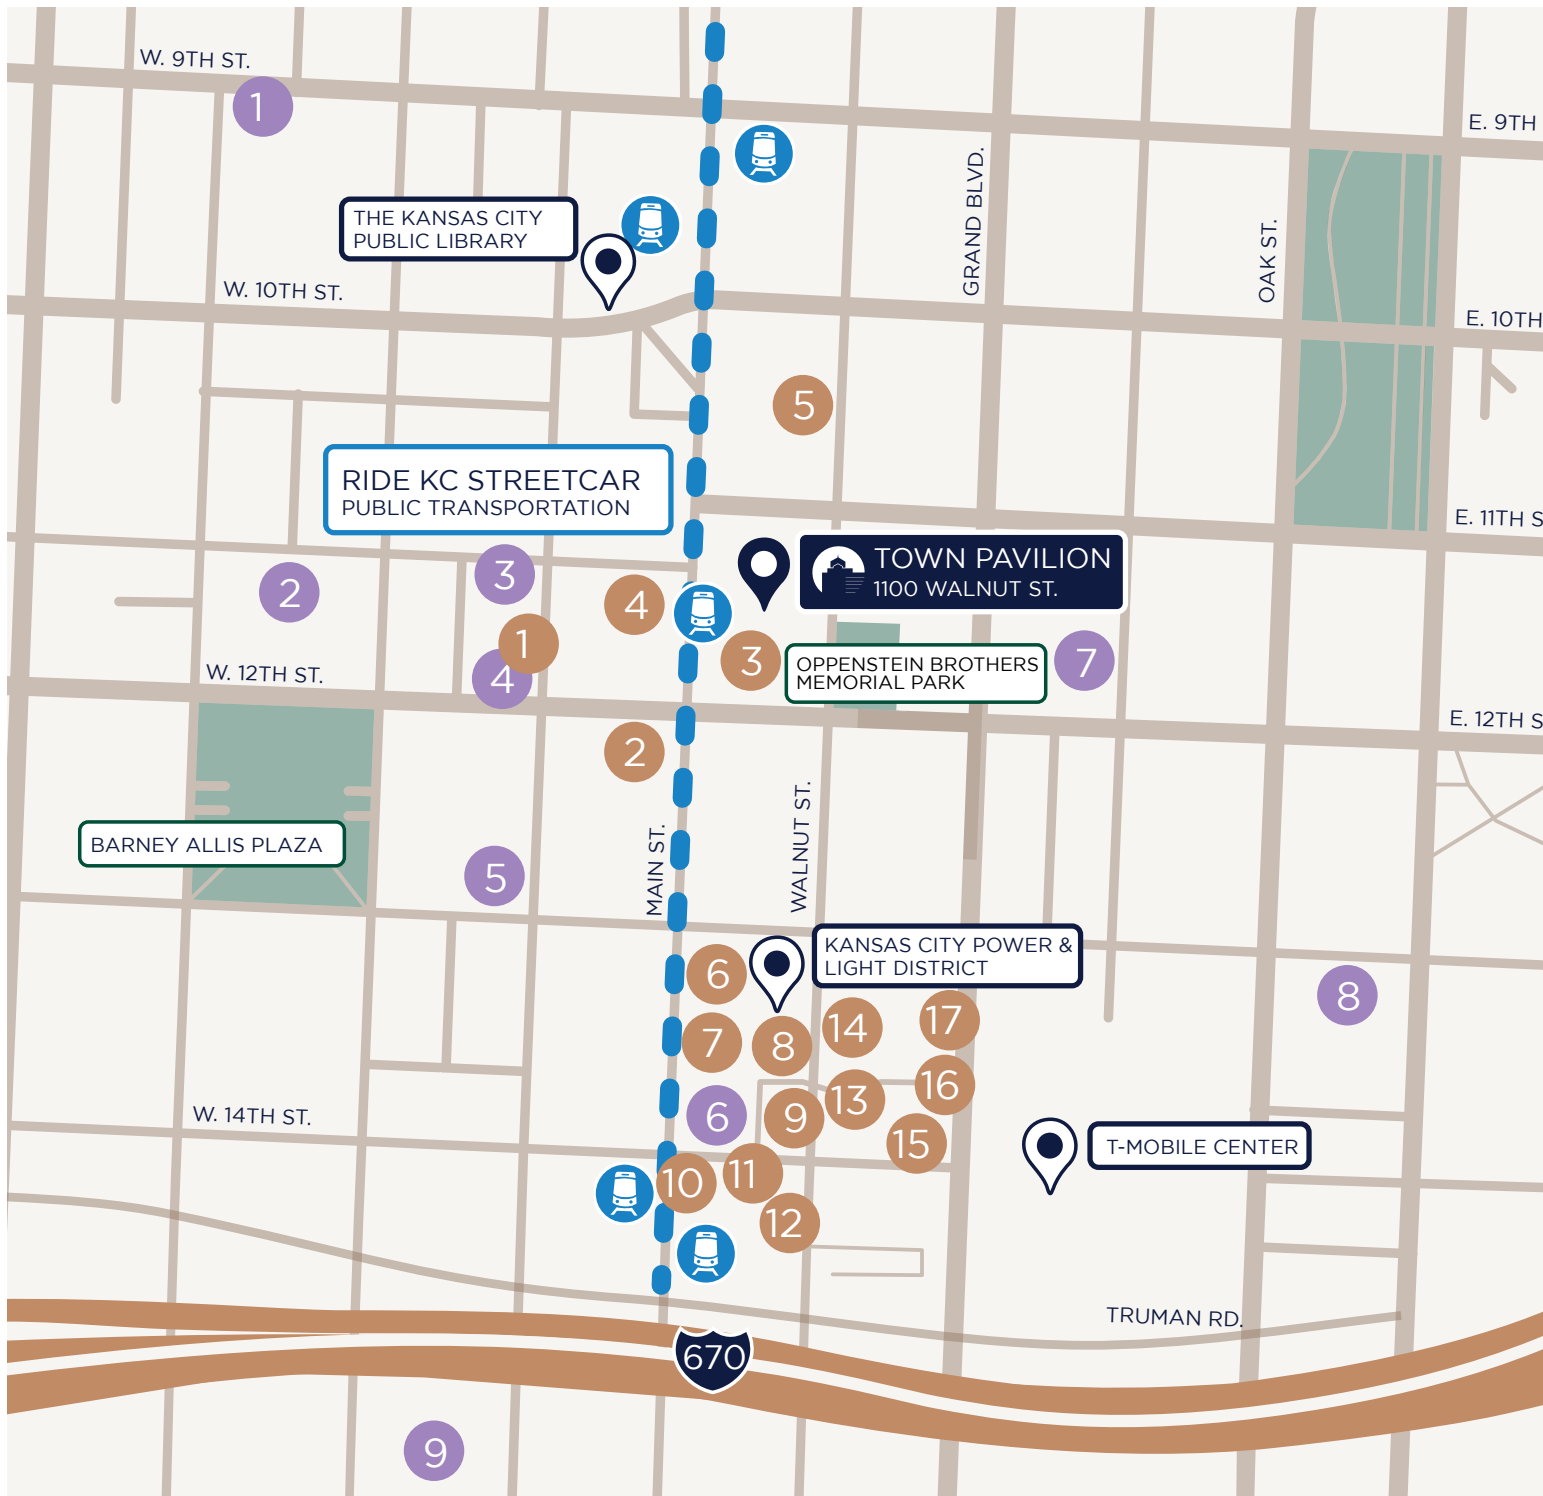 W. 9TH ST.
1
E. 9TH
GRAND BLVD.
THE KANSAS CITY
PUBLIC LIBRARY
OAK ST.
W. 10TH ST.
E. 10TH
5
RIDE KC STREETCAR
PUBLIC TRANSPORTATION
E. 11TH S
TOWN PAVILION
1100 WALNUT ST.
3
2
4
1
3
OPPENSTEIN BROTHERS
MEMORIAL PARK
7
W. 12TH ST.
4
E. 12TH S
2
BARNEY ALLIS PLAZA
MAIN ST.
WALNUT ST.
5
KANSAS CITY POWER &
LIGHT DISTRICT
6
8
7
8
14
17
16
13
W. 14TH ST.
6
9
15
T-MOBILE CENTER
10
11
12
TRUMAN RD.
670
9